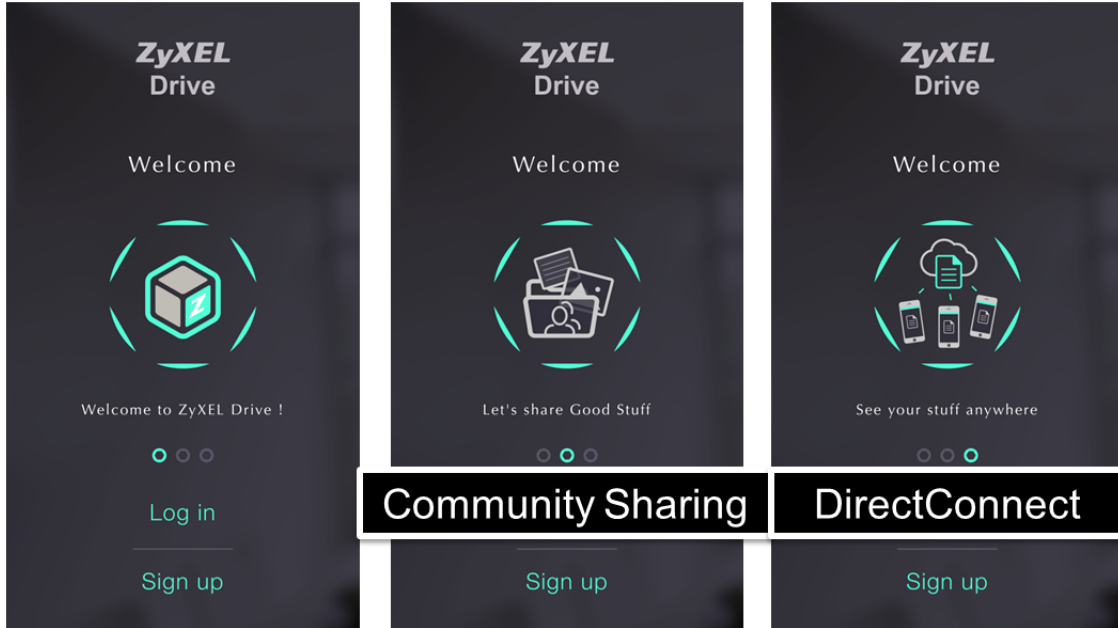 ZyXEL
Drive
Welcome
Z
Welcome to ZyXEL Drive !
Log in
Sign up
ZyXEL
Drive
Welcome
Let's share Good Stuff
Community Sharing
Sign up
ZyXEL
Drive
Welcome
See your stuff anywhere
DirectConnect
Sign up